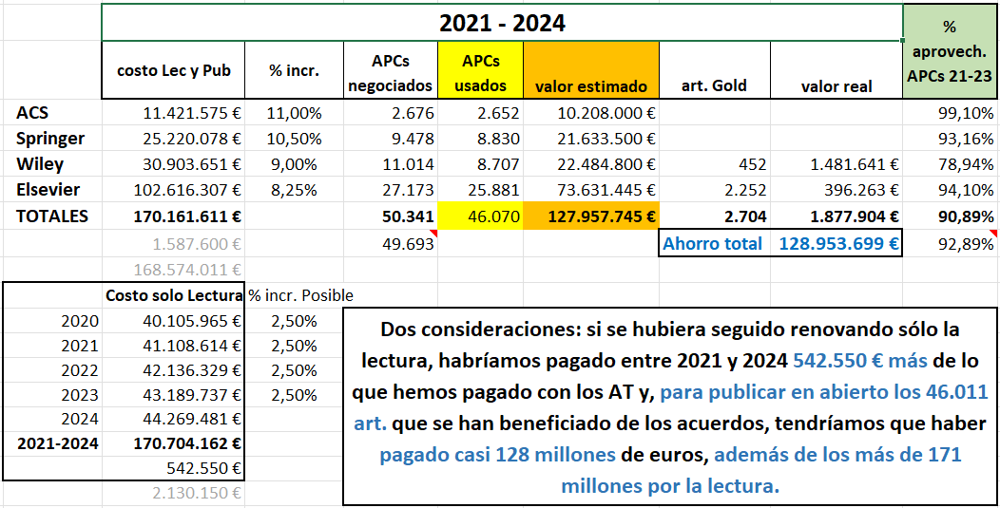 2021 - 2024
% aprovech. APCs 21-23
costo Lec y Pub % incr. APCs negociados APCs usados valor estimado art. Gold valor real
ACS 11.421.575 € 11,00% 2.676 2.652 10.208.000 € 99,10%
Springer 25.220.078 € 10,50% 9.478 8.830 21.633.500 € 93,16%
Wiley 30.903.651 € 9,00% 11.014 8.707 22.484.800 € 452 1.481.641 € 78,94%
Elsevier 102.616.307 € 8,25% 27.173 25.881 73.631.445 € 2.252 396.263 € 94,10%
TOTALES 170.161.611 € 50.341 46.070 127.957.745 € 2.704 1.877.904 € 90,89%
1.587.600 € 49.693 Ahorro total 128.953.699 € 92,89%
168.574.011 €
Costo solo Lectura % incr. Posible
2020 40.105.965 € 2,50%
2021 41.108.614 € 2,50%
2022 42.136.329 € 2,50%
2023 43.189.737 € 2,50%
2024 44.269.481 €
2021-2024 170.704.162 €
542.550 €
2.130.150 €
Dos consideraciones: si se hubiera seguido renovando sólo la
lectura, habríamos pagado entre 2021 y 2024 542.550 € más de lo
que hemos pagado con los AT y, para publicar en abierto los 46.011
art. que se han beneficiado de los acuerdos, tendríamos que haber
pagado casi 128 millones de euros, además de los más de 171
millones por la lectura.